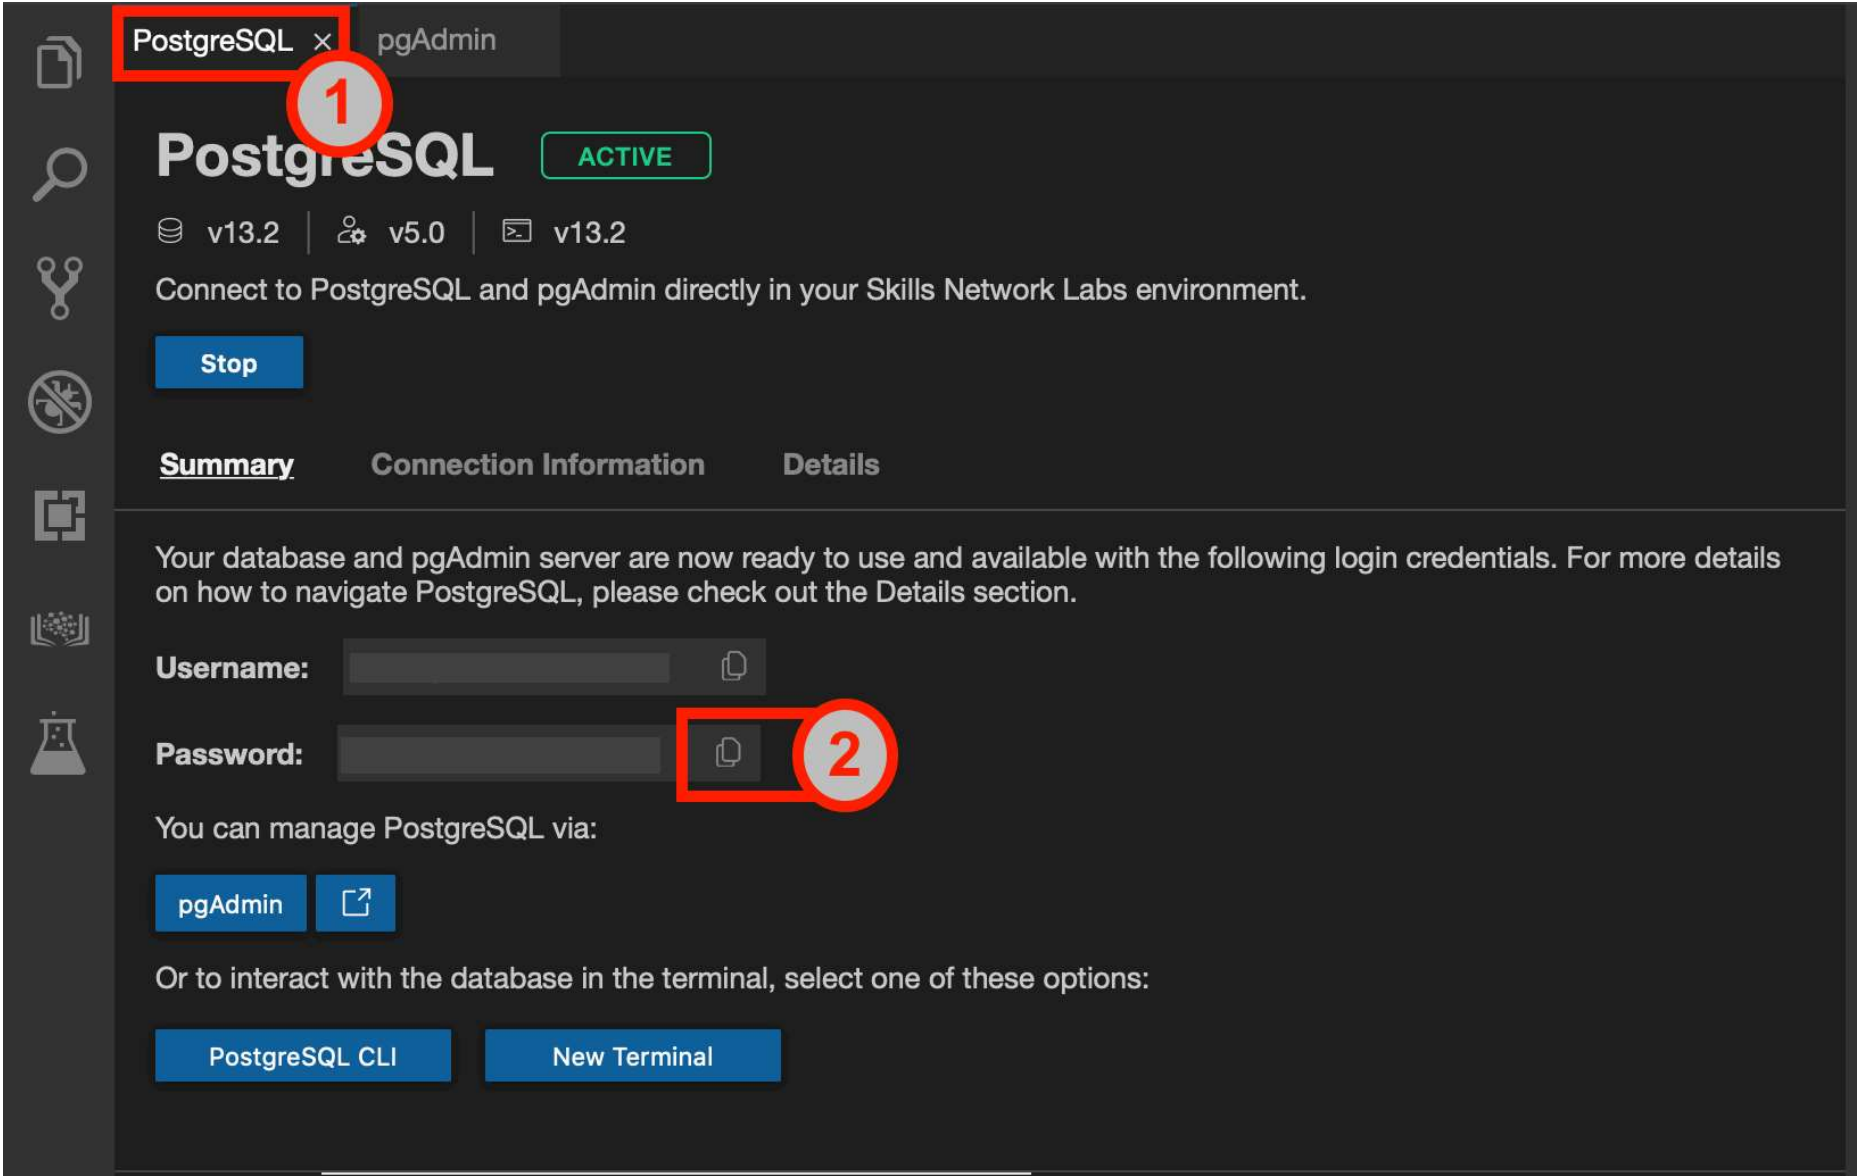 PostgreSQL × pgAdmin
1
PostgreSQL ACTIVE
v13.2 v5.0 v13.2
Connect to PostgreSQL and pgAdmin directly in your Skills Network Labs environment.
Stop
Summary Connection Information Details
Your database and pgAdmin server are now ready to use and available with the following login credentials. For more details
on how to navigate PostgreSQL, please check out the Details section.
Username:
Password:
2
You can manage PostgreSQL via:
pgAdmin
Or to interact with the database in the terminal, select one of these options:
PostgreSQL CLI New Terminal